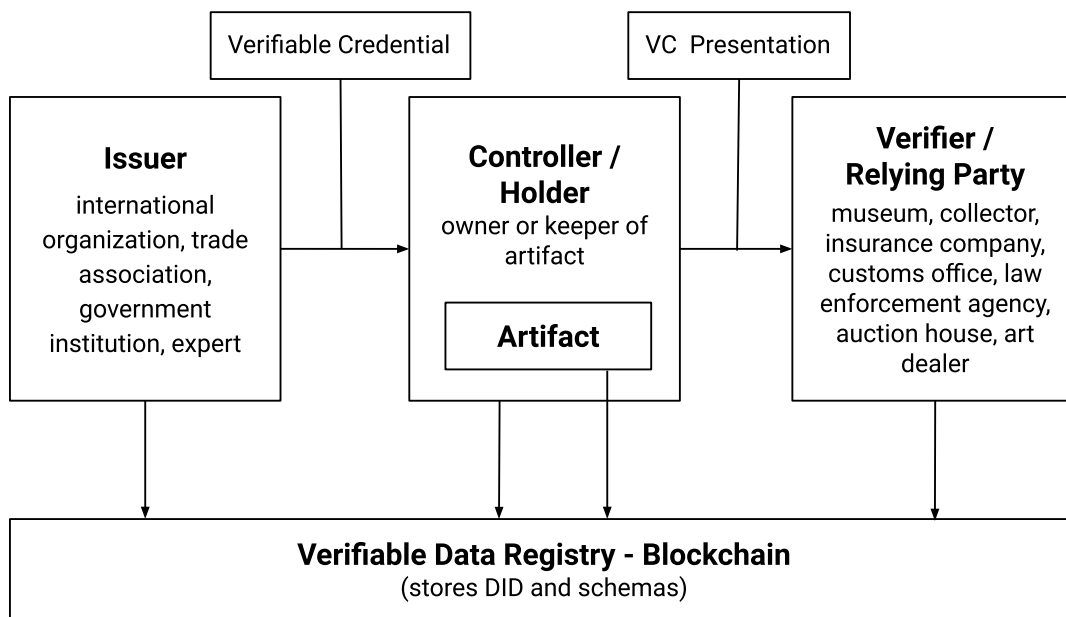 Verifiable Credential
VC Presentation
Issuer
international
organization, trade
association,
government
institution, expert
Controller /
Holder
owner or keeper of
artifact
Artifact
Verifier /
Relying Party
museum, collector,
insurance company,
customs office, law
enforcement agency,
auction house, art
dealer
Verifiable Data Registry - Blockchain
(stores DID and schemas)